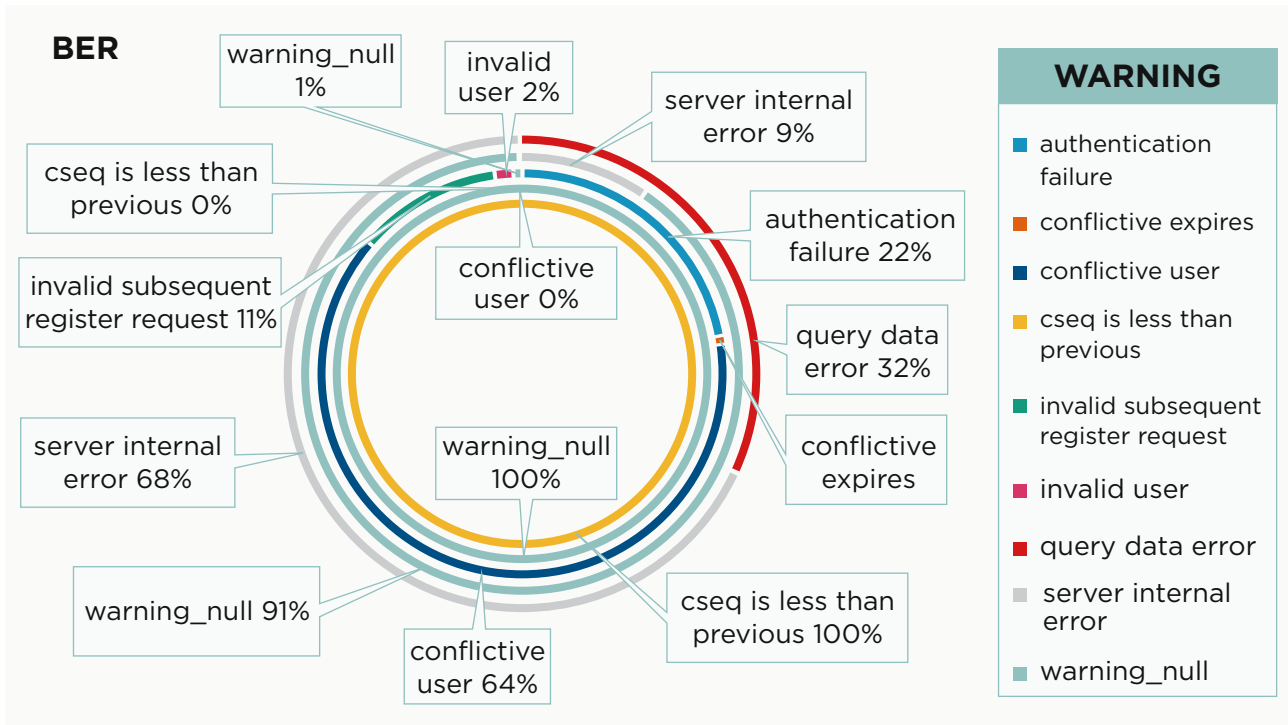 BER
warning_null
1%
invalid
user 2%
server internal
error 9%
cseq is less than
previous 0%
authentication
failure 22%
conflictive
user 0%
invalid subsequent
register request 11%
query data
error 32%
server internal
error 68%
warning_null
100%
conflictive
expires
warning_null 91%
cseq is less than
previous 100%
conflictive
user 64%
WARNING
authentication
failure
conflictive expires
conflictive user
cseq is less than
previous
invalid subsequent
register request
invalid user
query data error
server internal
error
warning_null